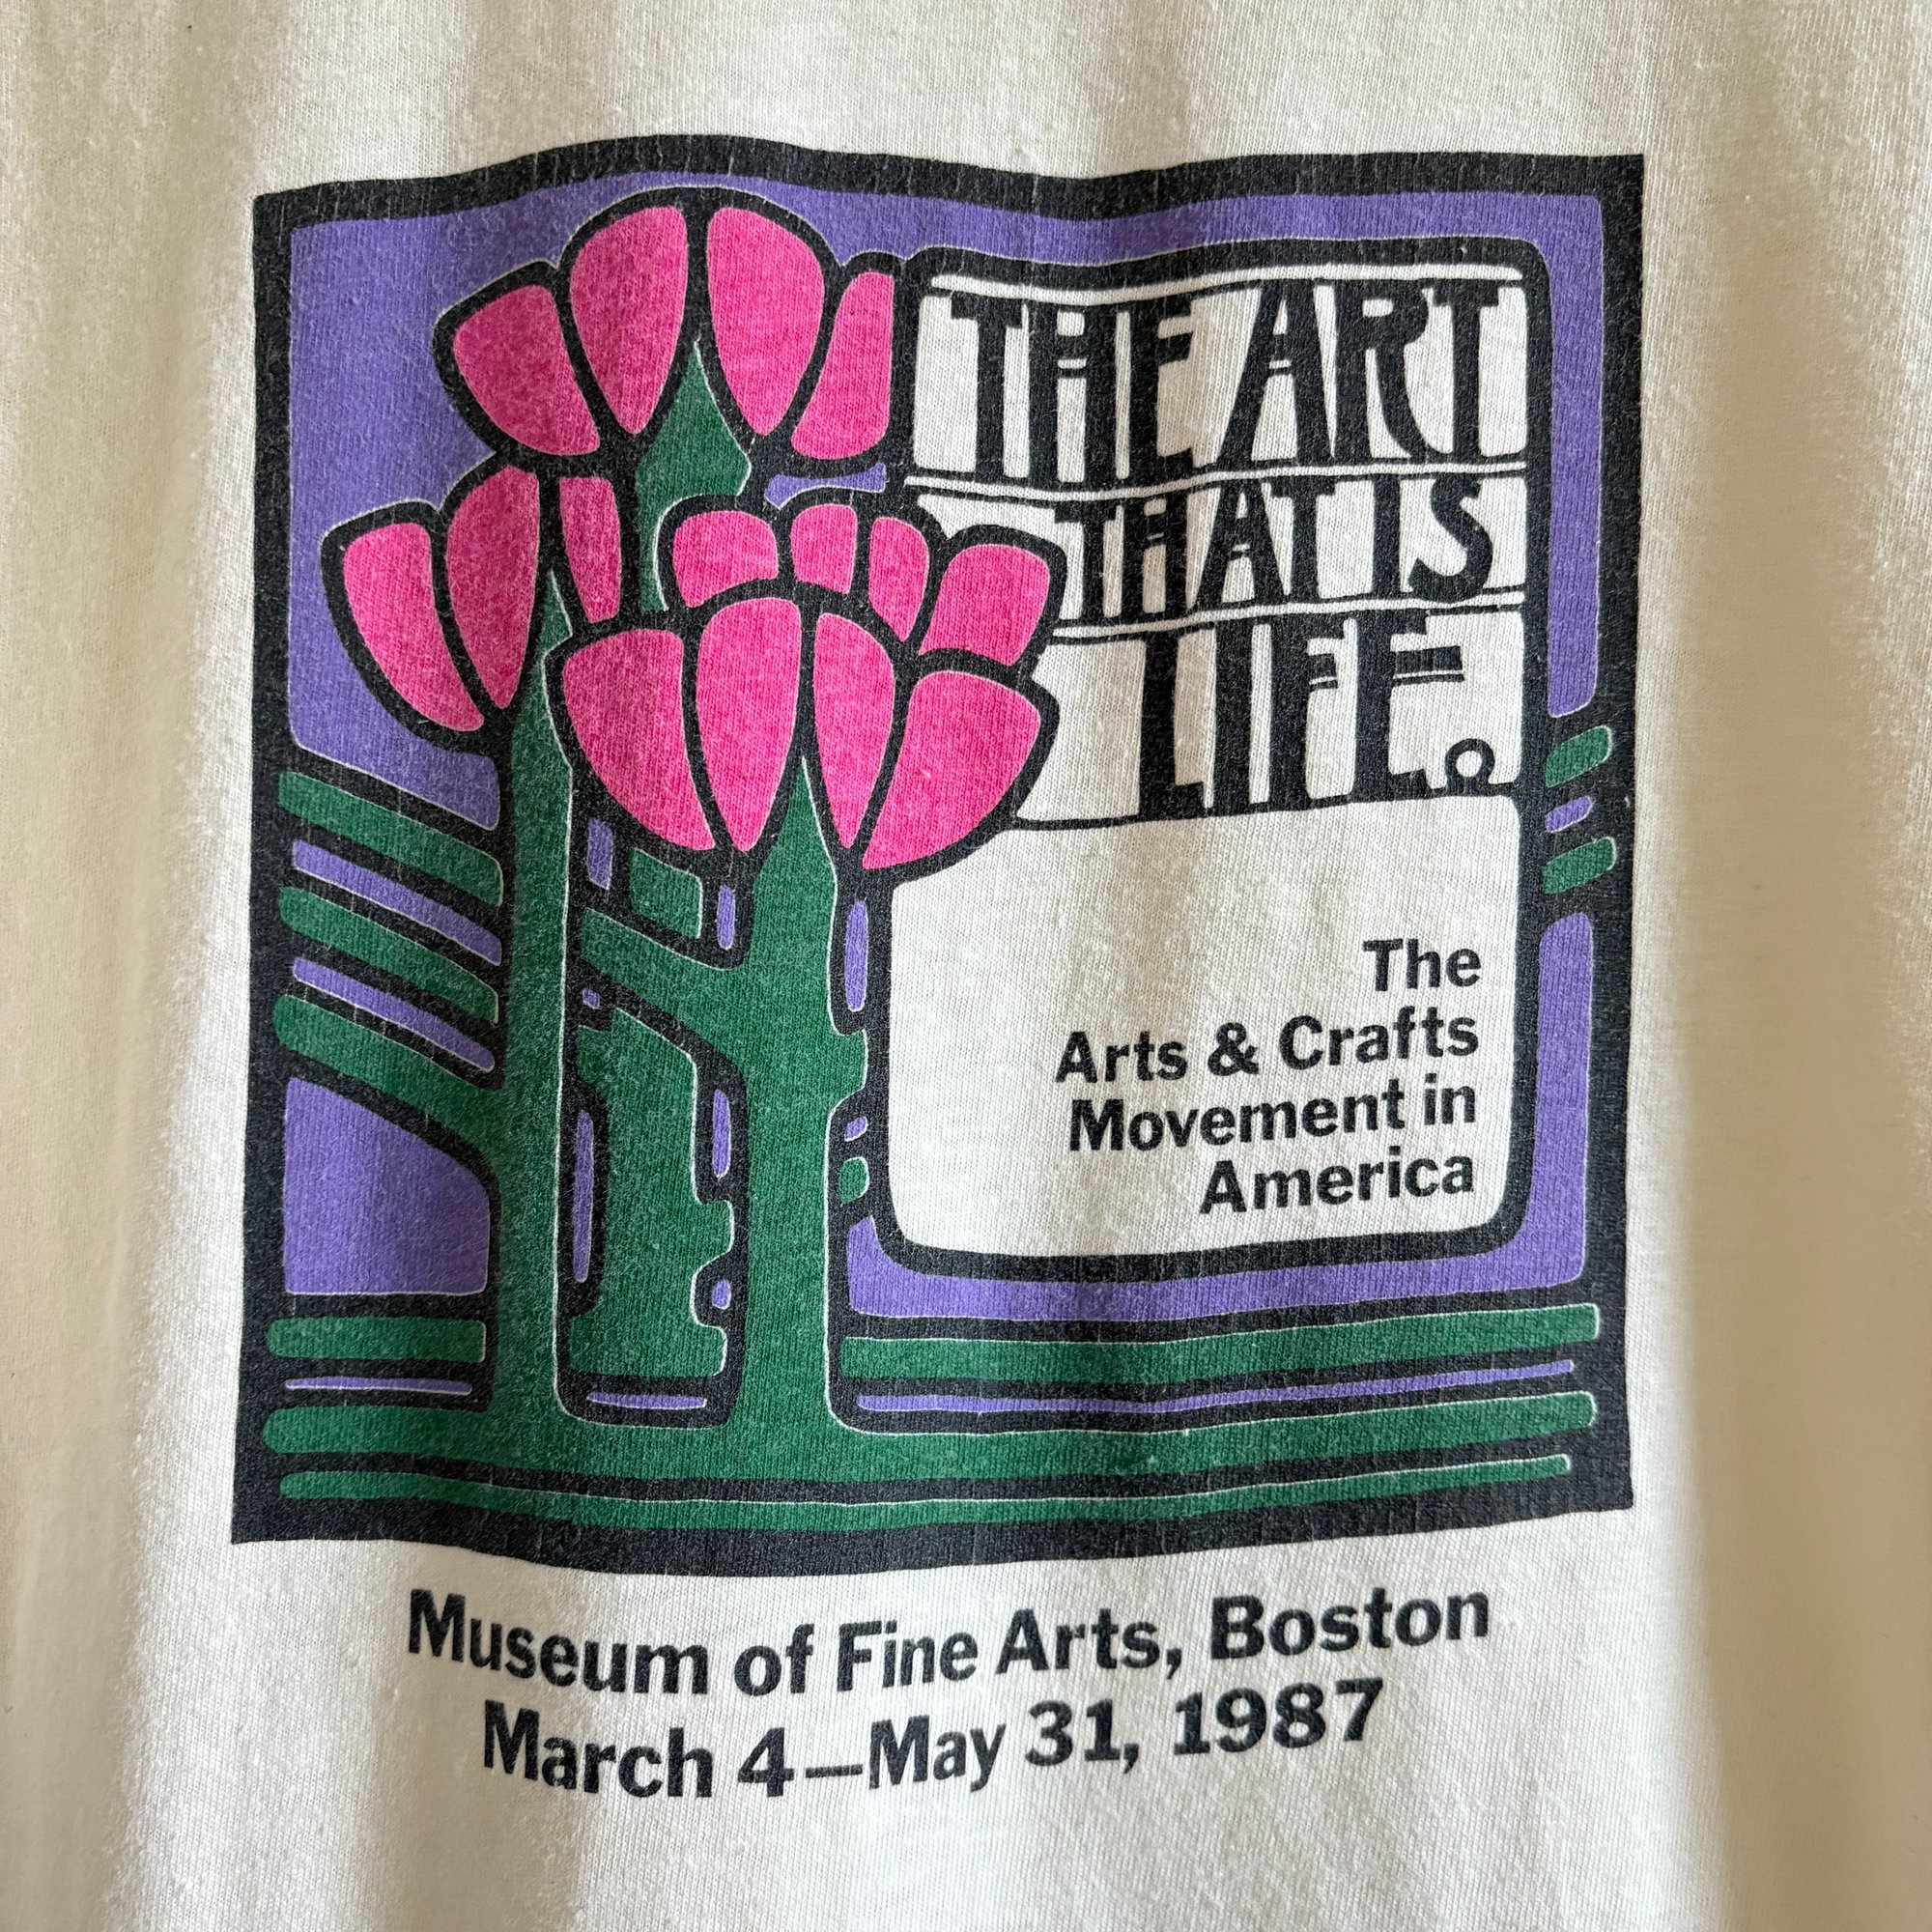 THE ART
THAT IS
LIFE.
The
Arts & Crafts
Movement in
America
Museum of Fine Arts, Boston
March 4—May 31, 1987